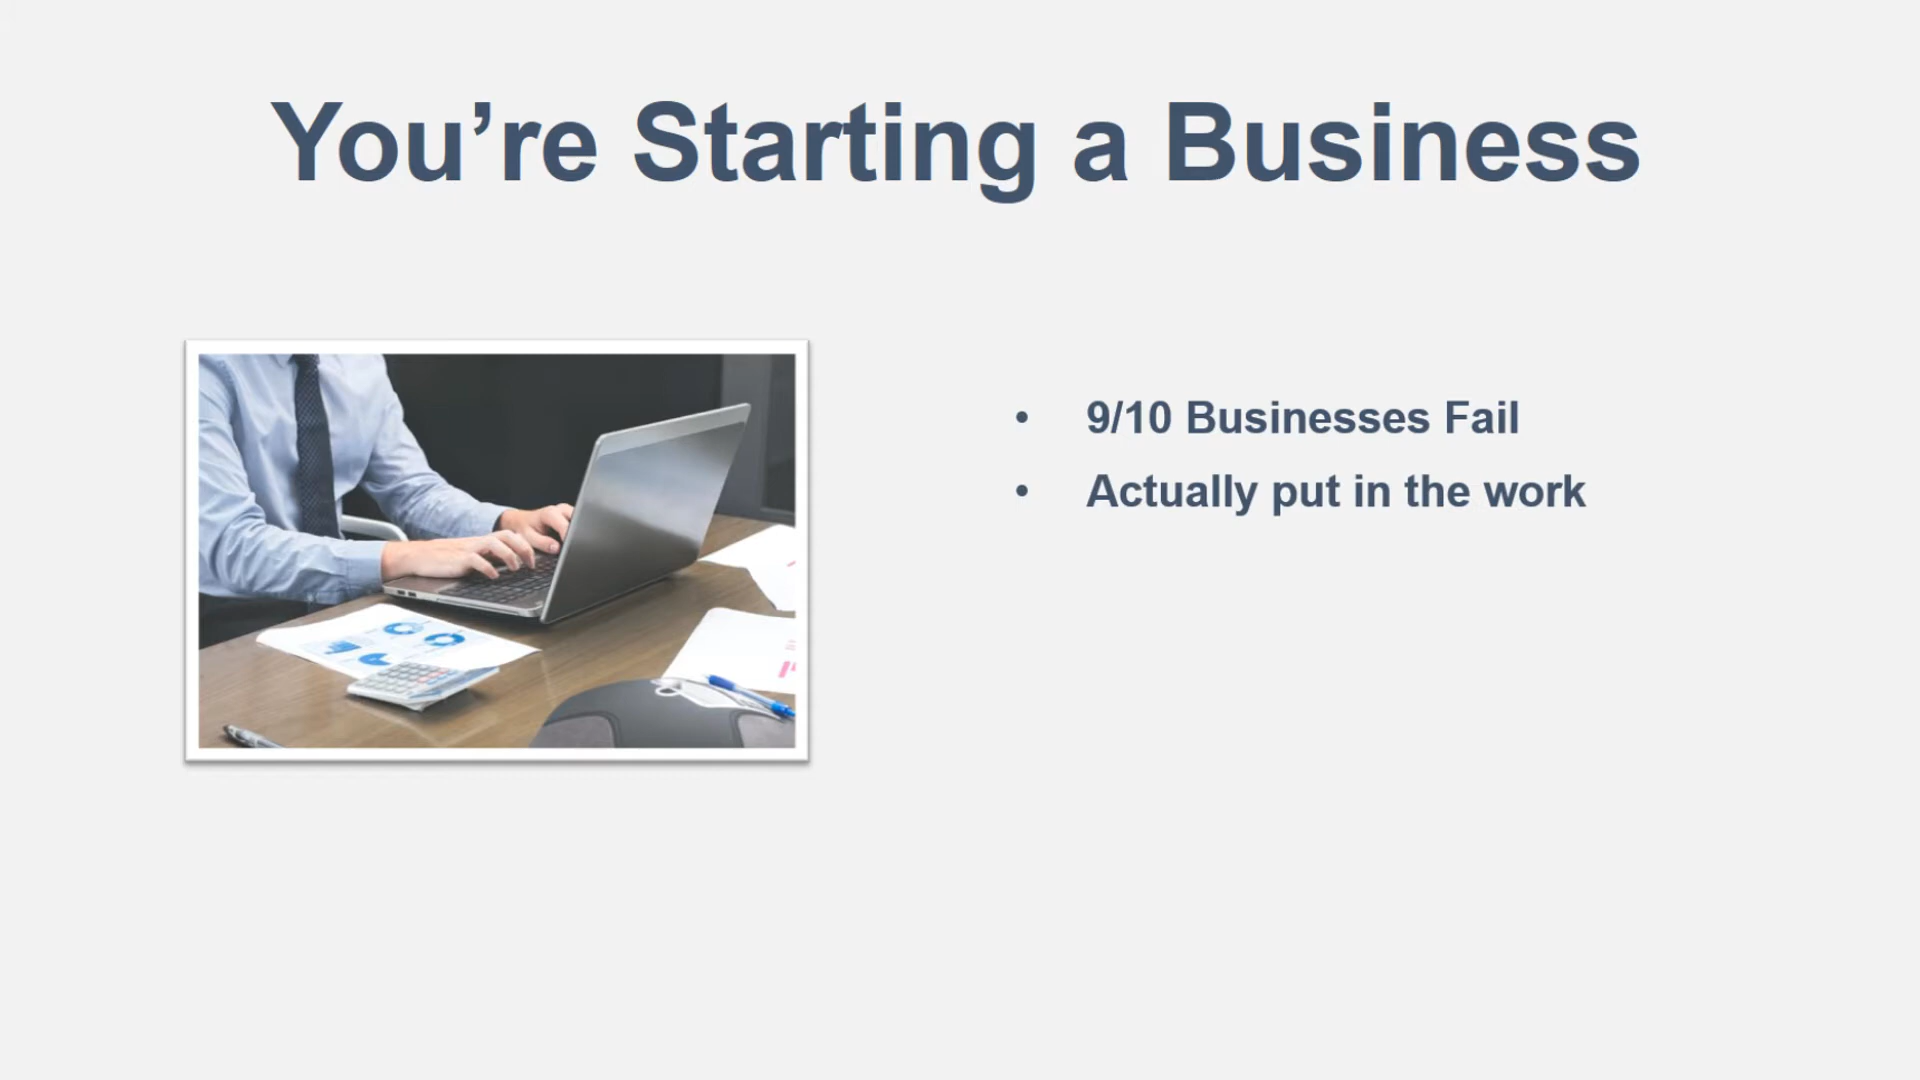 You’re Starting a Business
• 9/10 Businesses Fail
• Actually put in the work